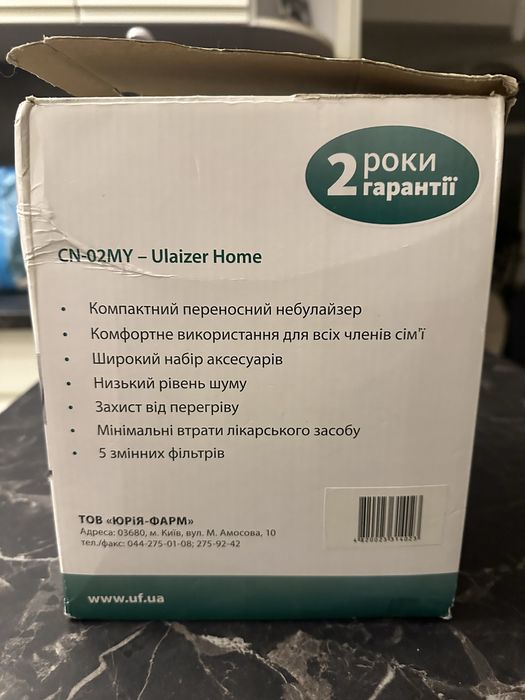 2 роки
гарантії
CN-02MY – Ulaizer Home
• Компактний переносний небулайзер
• Комфортне використання для всіх членів сім'ї
• Широкий набір аксесуарів
• Низький рівень шуму
• Захист від перегріву
• Мінімальні втрати лікарського засобу
• 5 змінних фільтрів
ТОВ «ЮРіЯ-ФАРМ»
Адреса: 03680, м. Київ, вул. М. Амосова, 10
тел./факс: 044-275-01-08; 275-92-42
4820023314023
www.uf.ua